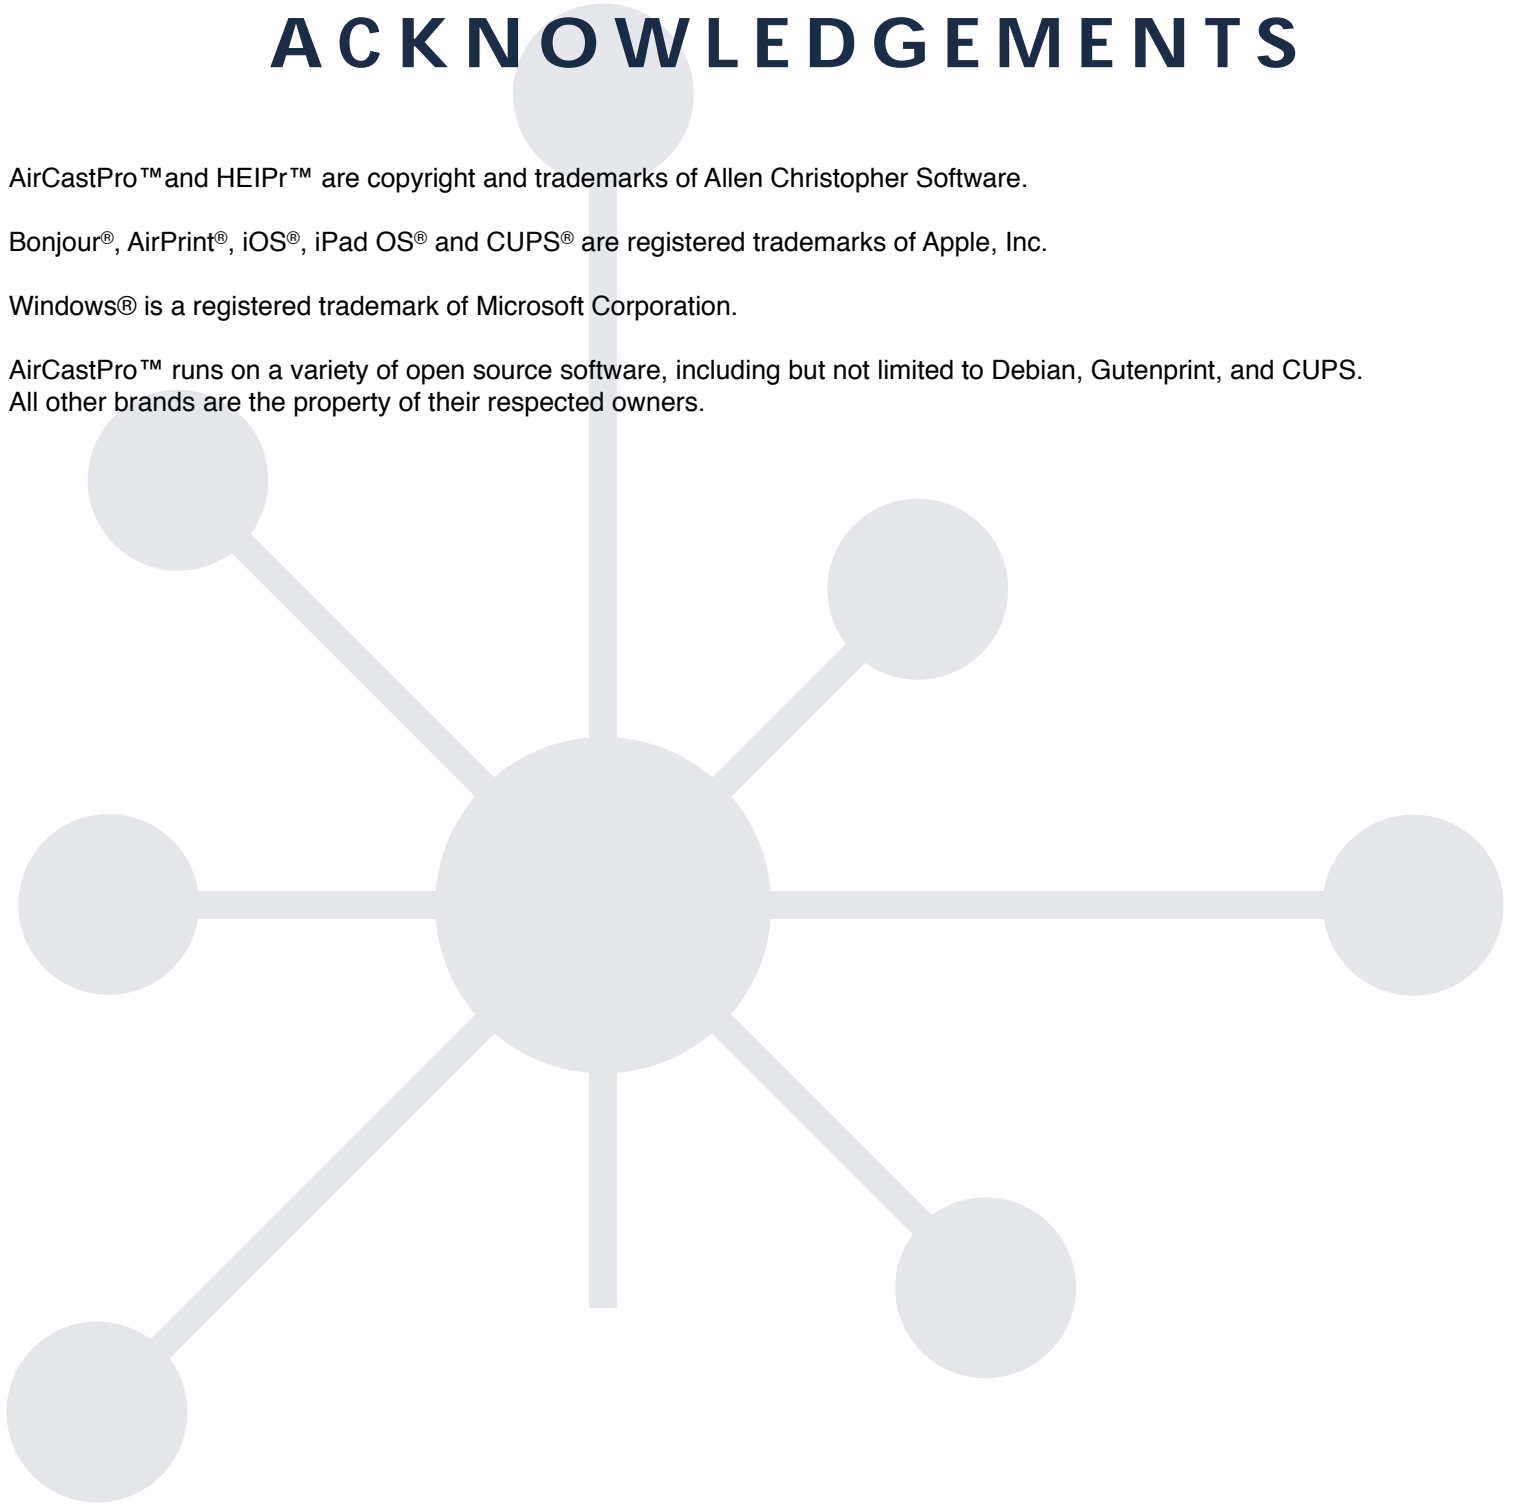 ACKNOWLEDGEMENTS
AirCastPro™and HEIPr™ are copyright and trademarks of Allen Christopher Software.
Bonjour®, AirPrint®, iOS®, iPad OS® and CUPS® are registered trademarks of Apple, Inc.
Windows® is a registered trademark of Microsoft Corporation.
AirCastPro™ runs on a variety of open source software, including but not limited to Debian, Gutenprint, and CUPS.
All other brands are the property of their respected owners.